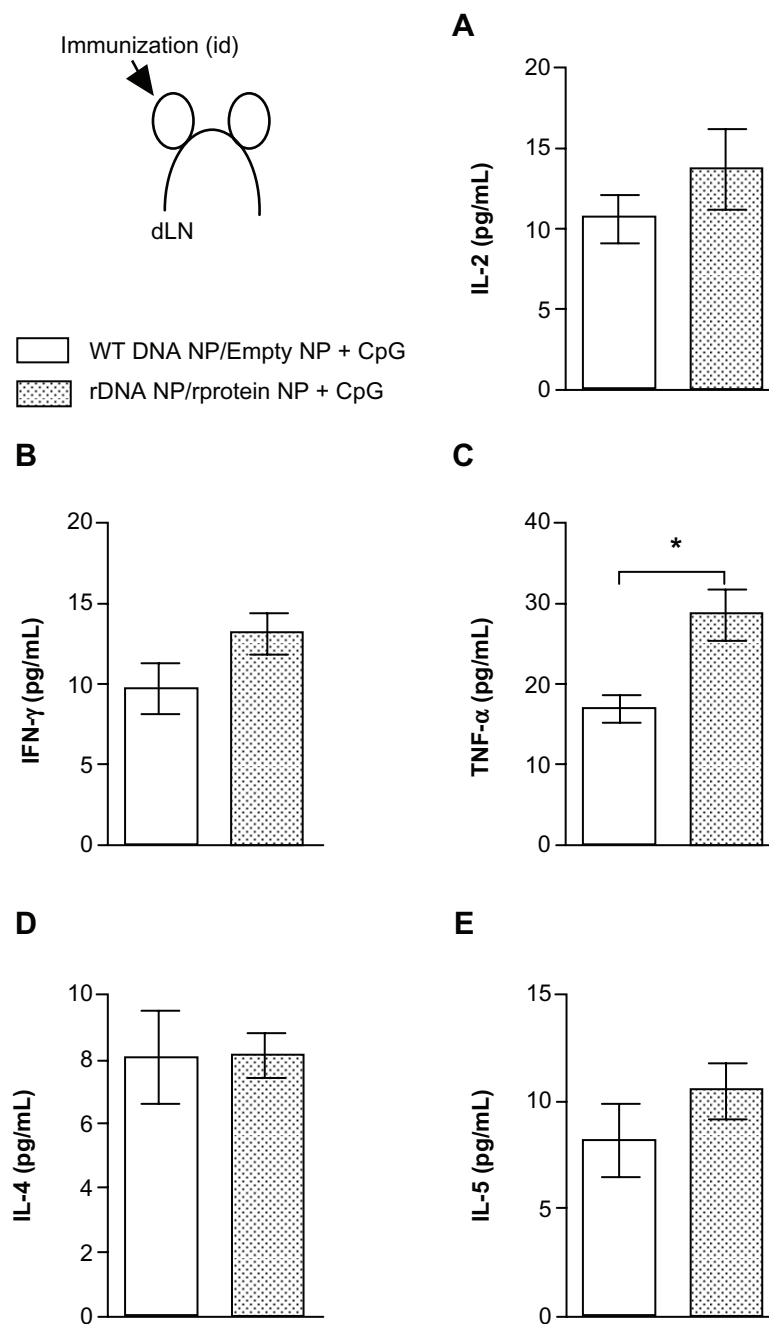 Immunization (id)
dLN
WT DNA NP/Empty NP + CpG
rDNA NP/rprotein NP + CpG
A
20
15
10
5
0
IL-2 (pg/mL)
B
20
15
10
5
0
IFN-γ (pg/mL)
C
40
30
20
10
0
TNF-α (pg/mL)
*
D
10
8
6
4
2
0
IL-4 (pg/mL)
E
15
10
5
0
IL-5 (pg/mL)